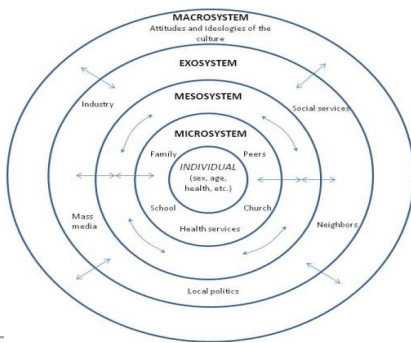 MACROSYSTEM
Attitudes and ideologies of the
culture
EXOSYSTEM
MESOSYSTEM
Industry
Social services
MICROSYSTEM
Family
Peers
INDIVIDUAL
(sex, age,
health, etc.)
School
Church
Mass
media
Health services
Neighbors
Local politics